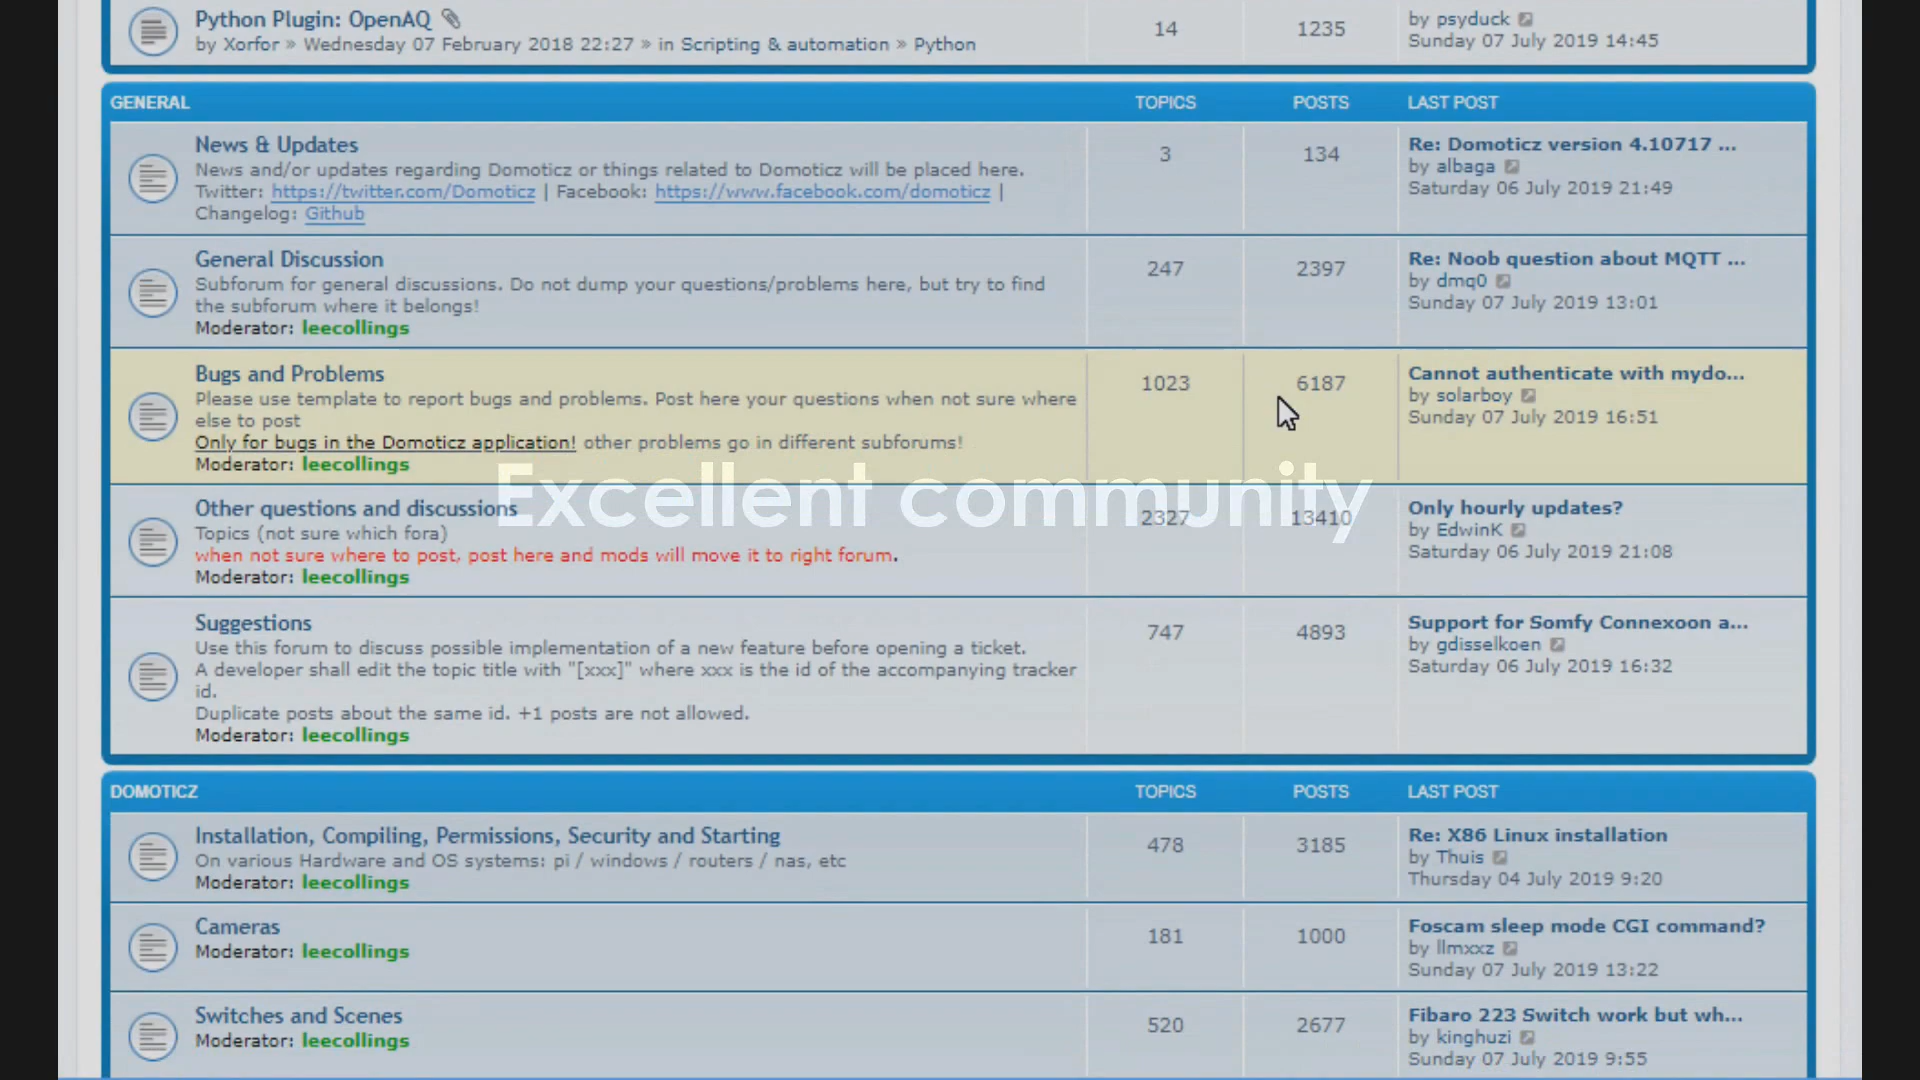 Python Plugin: OpenAQ
by Xorfor » Wednesday 07 February 2018 22:27 » in Scripting & automation » Python
14
1235
by psyduck
Sunday 07 July 2019 14:45
GENERAL
TOPICS
POSTS
LAST POST
News & Updates
News and/or updates regarding Domoticz or things related to Domoticz will be placed here.
Twitter: https://twitter.com/Domoticz | Facebook: https://www.facebook.com/domoticz |
Changelog: Github
3
134
Re: Domoticz version 4.10717 ...
by albaga
Saturday 06 July 2019 21:49
General Discussion
Subforum for general discussions. Do not dump your questions/problems here, but try to find
the subforum where it belongs!
Moderator: leecollings
247
2397
Re: Noob question about MQTT ...
by dmq0
Sunday 07 July 2019 13:01
Bugs and Problems
Please use template to report bugs and problems. Post here your questions when not sure where
else to post
Only for bugs in the Domoticz application! other problems go in different subforums!
Moderator: leecollings
1023
6187
Cannot authenticate with mydo...
by solarboy
Sunday 07 July 2019 16:51
Excellent community
Other questions and discussions
Topics (not sure which fora)
when not sure where to post, post here and mods will move it to right forum.
Moderator: leecollings
2327
13410
Only hourly updates?
by EdwinK
Saturday 06 July 2019 21:08
Suggestions
Use this forum to discuss possible implementation of a new feature before opening a ticket.
A developer shall edit the topic title with "[xxx]" where xxx is the id of the accompanying tracker
id.
Duplicate posts about the same id. +1 posts are not allowed.
Moderator: leecollings
747
4893
Support for Somfy Connexoon a...
by gdisselkoen
Saturday 06 July 2019 16:32
DOMOTICZ
TOPICS
POSTS
LAST POST
Installation, Compiling, Permissions, Security and Starting
On various Hardware and OS systems: pi / windows / routers / nas, etc
Moderator: leecollings
478
3185
Re: X86 Linux installation
by Thuis
Thursday 04 July 2019 9:20
Cameras
Moderator: leecollings
181
1000
Foscam sleep mode CGI command?
by llmxxz
Sunday 07 July 2019 13:22
Switches and Scenes
Moderator: leecollings
520
2677
Fibaro 223 Switch work but wh...
by kinghuzi
Sunday 07 July 2019 9:55